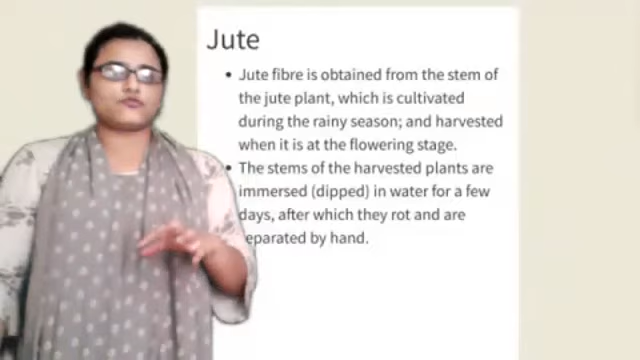 Jute
• Jute fibre is obtained from the stem of
the jute plant, which is cultivated
during the rainy season; and harvested
when it is at the flowering stage.
• The stems of the harvested plants are
immersed (dipped) in water for a few
days, after which they rot and are
eparated by hand.